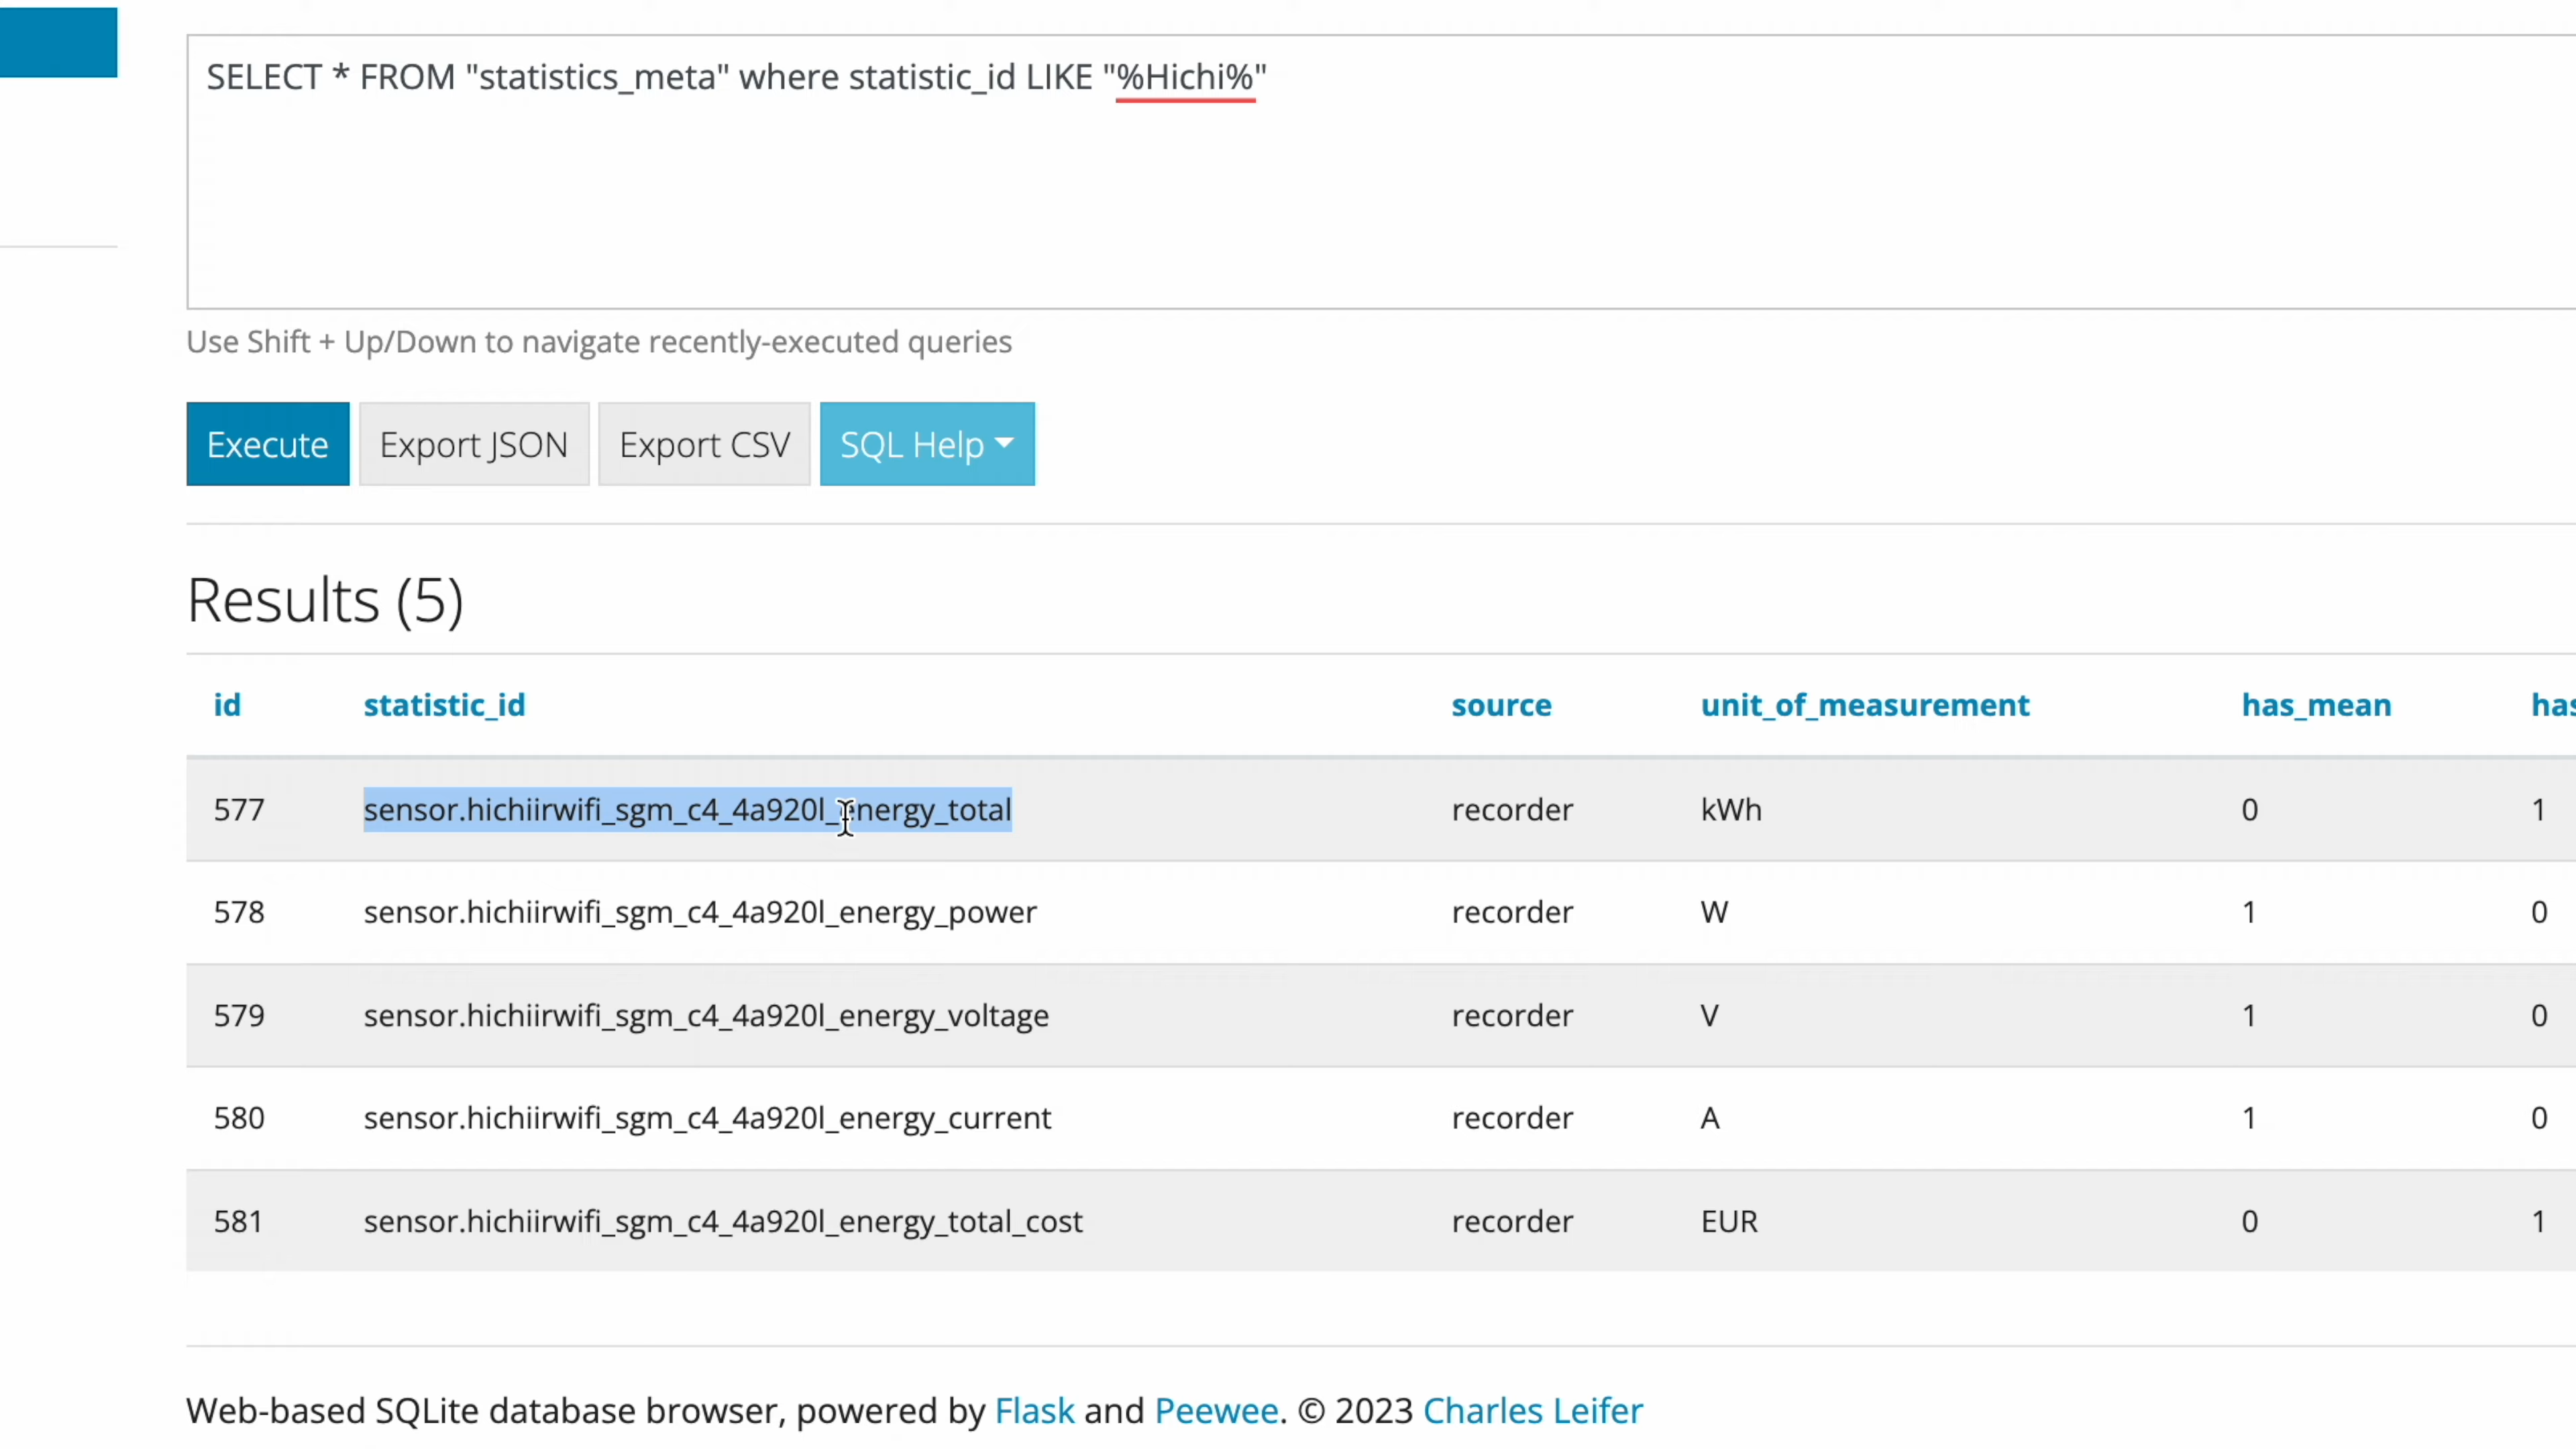 SELECT * FROM "statistics_meta" where statistic_id LIKE "%Hichi%"
Use Shift + Up/Down to navigate recently-executed queries
Execute Export JSON Export CSV SQL Help
Results (5)
id statistic_id source unit_of_measurement has_mean has
577 sensor.hichiirwifi_sgm_c4_4a920l_energy_total recorder kWh 0 1
578 sensor.hichiirwifi_sgm_c4_4a920l_energy_power recorder W 1 0
579 sensor.hichiirwifi_sgm_c4_4a920l_energy_voltage recorder V 1 0
580 sensor.hichiirwifi_sgm_c4_4a920l_energy_current recorder A 1 0
581 sensor.hichiirwifi_sgm_c4_4a920l_energy_total_cost recorder EUR 0 1
Web-based SQLite database browser, powered by Flask and Peewee. © 2023 Charles Leifer